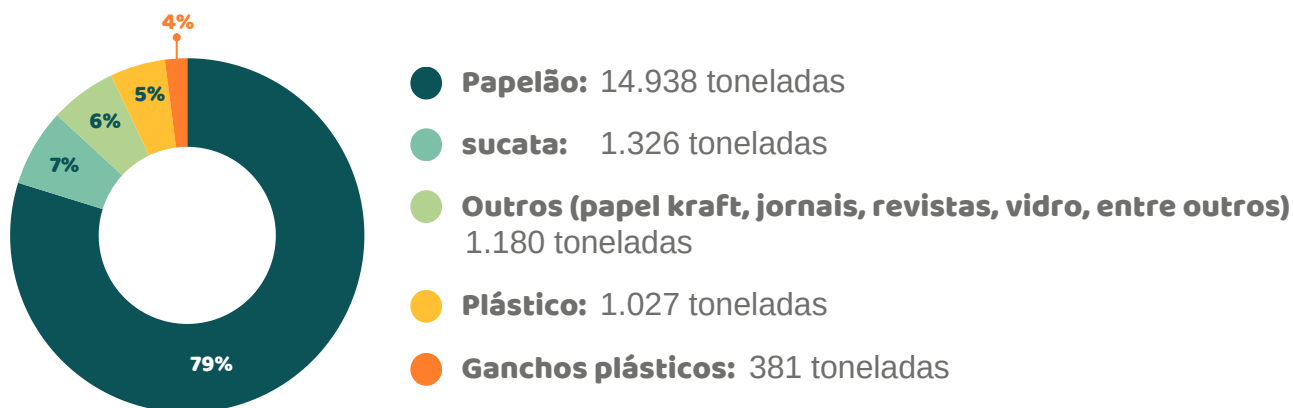 4%
5%
6%
7%
79%
Papelão: 14.938 toneladas
sucata: 1.326 toneladas
Outros (papel kraft, jornais, revistas, vidro, entre outros)
1.180 toneladas
Plástico: 1.027 toneladas
Ganchos plásticos: 381 toneladas